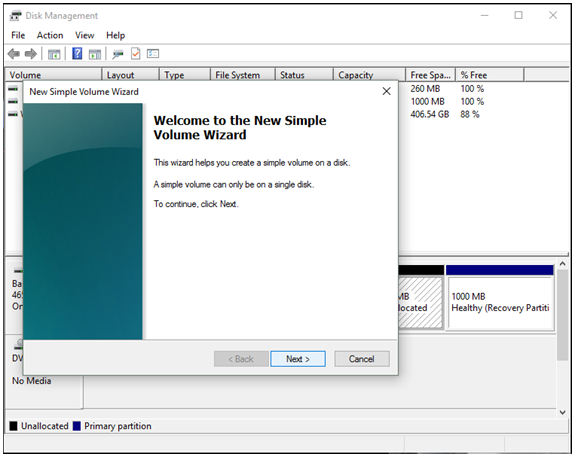 Disk Management
File Action View Help
Volume Layout Type File System Status Capacity Free Spa... % Free
260 MB 100 %
1000 MB 100 %
406.54 GB 88 %
New Simple Volume Wizard
Welcome to the New Simple
Volume Wizard
This wizard helps you create a simple volume on a disk.
A simple volume can only be on a single disk.
To continue, click Next.
< Back Next > Cancel
Ba
46
On
MB
located
1000 MB
Healthy (Recovery Partiti
DV
No Media
Unallocated Primary partition